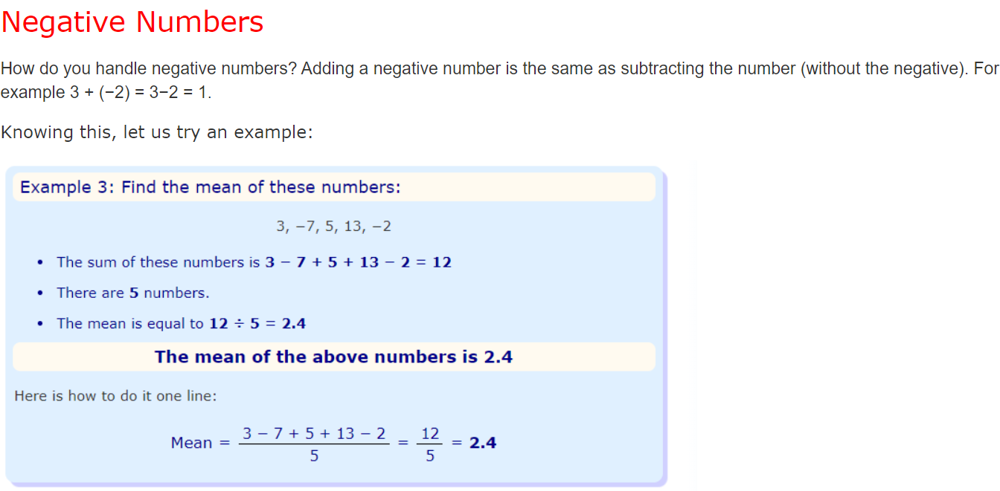 Negative Numbers
How do you handle negative numbers? Adding a negative number is the same as subtracting the number (without the negative). For
example 3 + (−2) = 3−2 = 1.
Knowing this, let us try an example:
Example 3: Find the mean of these numbers:
3, −7, 5, 13, −2
• The sum of these numbers is 3 − 7 + 5 + 13 − 2 = 12
• There are 5 numbers.
• The mean is equal to 12 ÷ 5 = 2.4
The mean of the above numbers is 2.4
Here is how to do it one line:
3 − 7 + 5 + 13 − 2 12
Mean = = = 2.4
5 5